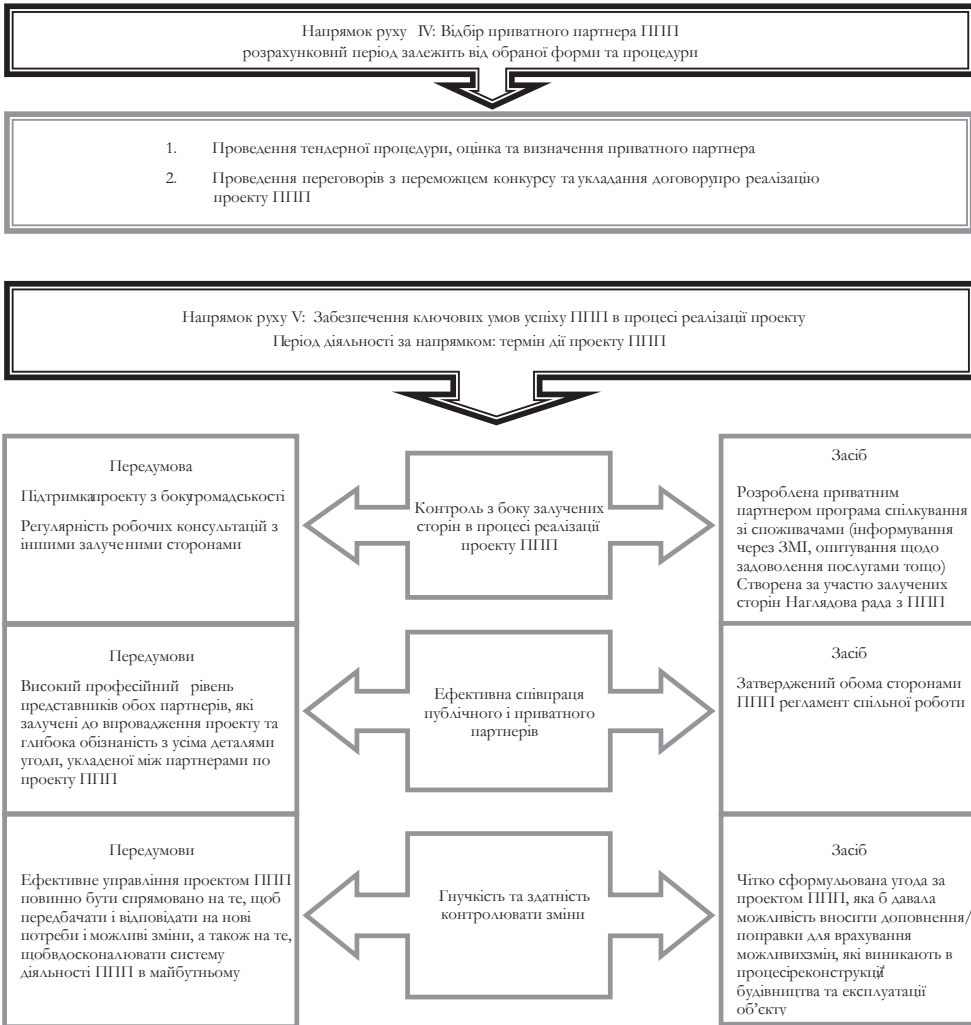 Напрямок руху IV: Відбір приватного партнера ППП
розрахунковий період залежить від обраної форми та процедури
1. Проведення тендерної процедури, оцінка та визначення приватного партнера
2. Проведення переговорів з переможцем конкурсу та укладання договорупро реалізацію
проекту ППП
Напрямок руху V: Забезпечення ключових умов успіху ППП в процесі реалізації проекту
Період діяльності за напрямком: термін дії проекту ППП
Передумова
Підтримкапроекту з бокугромадськості
Регулярність робочих консультацій з
іншими залученими сторонами
Контроль з боку залучених
сторін в процесі реалізації
проекту ППП
Засіб
Розроблена приватним
партнером програма спілкування
зі споживачами (інформування
через ЗМІ, опитування щодо
задоволення послугами тощо)
Створена за участю залучених
сторін Наглядова рада з ППП
Передумови
Високий професійний рівень
представників обох партнерів, які
залучені до впровадження проекту та
глибока обізнаність з усіма деталями
угоди, укладеної між партнерами по
проекту ППП
Ефективна співпраця
публічного і приватного
партнерів
Засіб
Затверджений обома сторонами
ППП регламент спільної роботи
Передумови
Ефективне управління проектом ППП
повинно бути спрямовано на те, щоб
передбачати і відповідати на нові
потреби і можливі зміни, а також на те,
щобвдосконалювати систему
діяльності ППП в майбутньому
Гнучкість та здатність
контролювати зміни
Засіб
Чітко сформульована угода за
проектом ППП, яка б давала
можливість вносити доповнення/
поправки для врахування
можливихзмін, які виникають в
процесіреконструкції/
будівництва та експлуатації
об’єкту